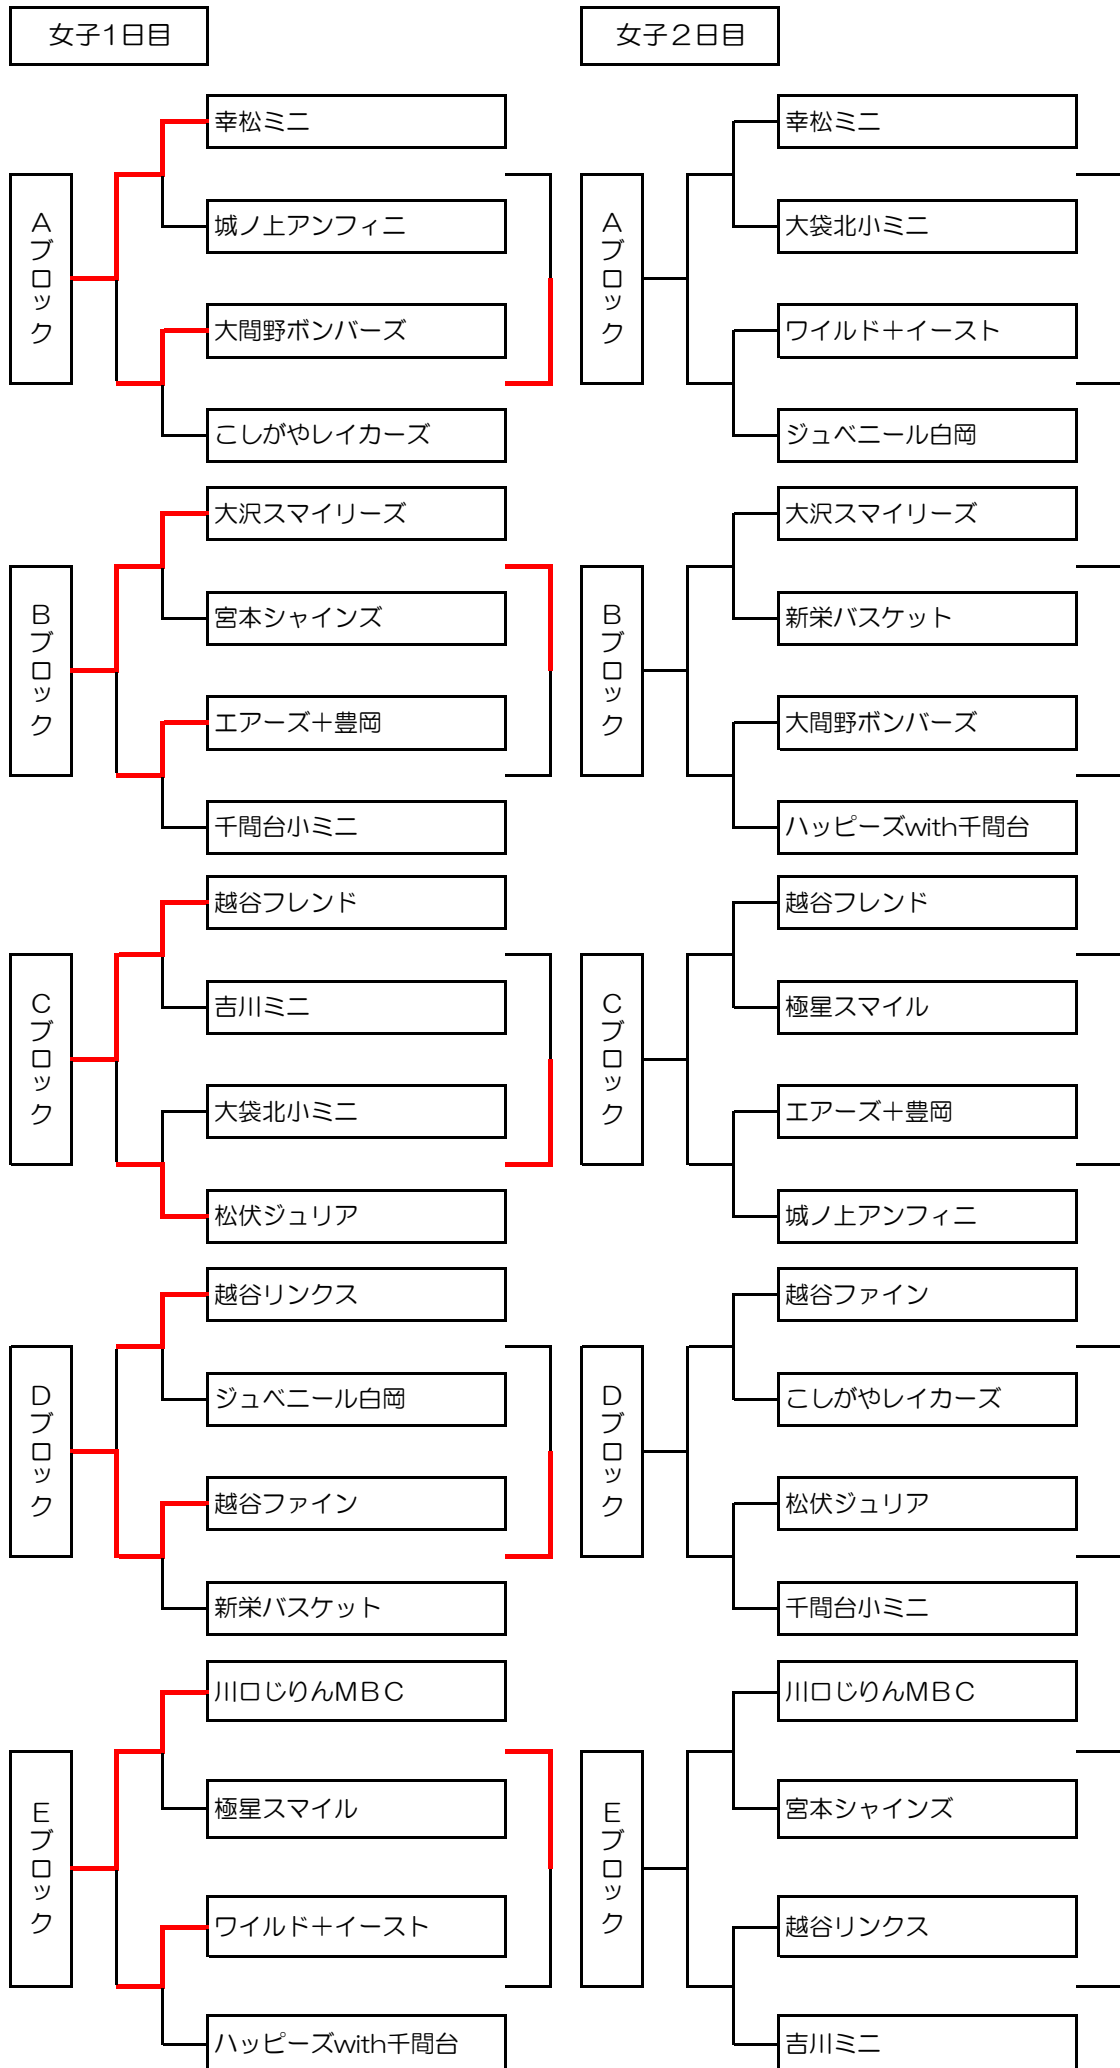 女子1日目
Aブロック
幸松ミニ
城ノ上アンフィニ
大間野ボンバーズ
こしがやレイカーズ
Bブロック
大沢スマイリーズ
宮本シャインズ
エアーズ＋豊岡
千間台小ミニ
Cブロック
越谷フレンド
吉川ミニ
大袋北小ミニ
松伏ジュリア
Dブロック
越谷リンクス
ジュベニール白岡
越谷ファイン
新栄バスケット
Eブロック
川口じりんＭＢＣ
極星スマイル
ワイルド＋イースト
ハッピーズwith千間台
女子２日目
Aブロック
幸松ミニ
大袋北小ミニ
ワイルド＋イースト
ジュベニール白岡
Bブロック
大沢スマイリーズ
新栄バスケット
大間野ボンバーズ
ハッピーズwith千間台
Cブロック
越谷フレンド
極星スマイル
エアーズ＋豊岡
城ノ上アンフィニ
Dブロック
越谷ファイン
こしがやレイカーズ
松伏ジュリア
千間台小ミニ
Eブロック
川口じりんＭＢＣ
宮本シャインズ
越谷リンクス
吉川ミニ